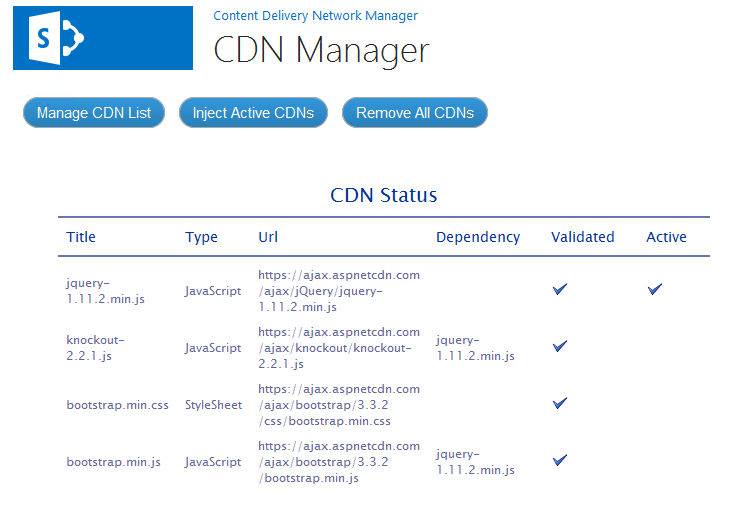 S
Content Delivery Network Manager
CDN Manager
Manage CDN List Inject Active CDNs Remove All CDNs
CDN Status
Title Type Url Dependency Validated Active
jquery-
1.11.2.min.js
JavaScript
https://ajax.aspnetcdn.com
/ajax/jQuery/jquery-
1.11.2.min.js
knockout-
2.2.1.js
JavaScript
https://ajax.aspnetcdn.com
/ajax/knockout/knockout-
2.2.1.js
jquery-
1.11.2.min.js
bootstrap.min.css
StyleSheet
https://ajax.aspnetcdn.com
/ajax/bootstrap/3.3.2
/css/bootstrap.min.css
bootstrap.min.js
JavaScript
https://ajax.aspnetcdn.com
/ajax/bootstrap/3.3.2
/bootstrap.min.js
jquery-
1.11.2.min.js